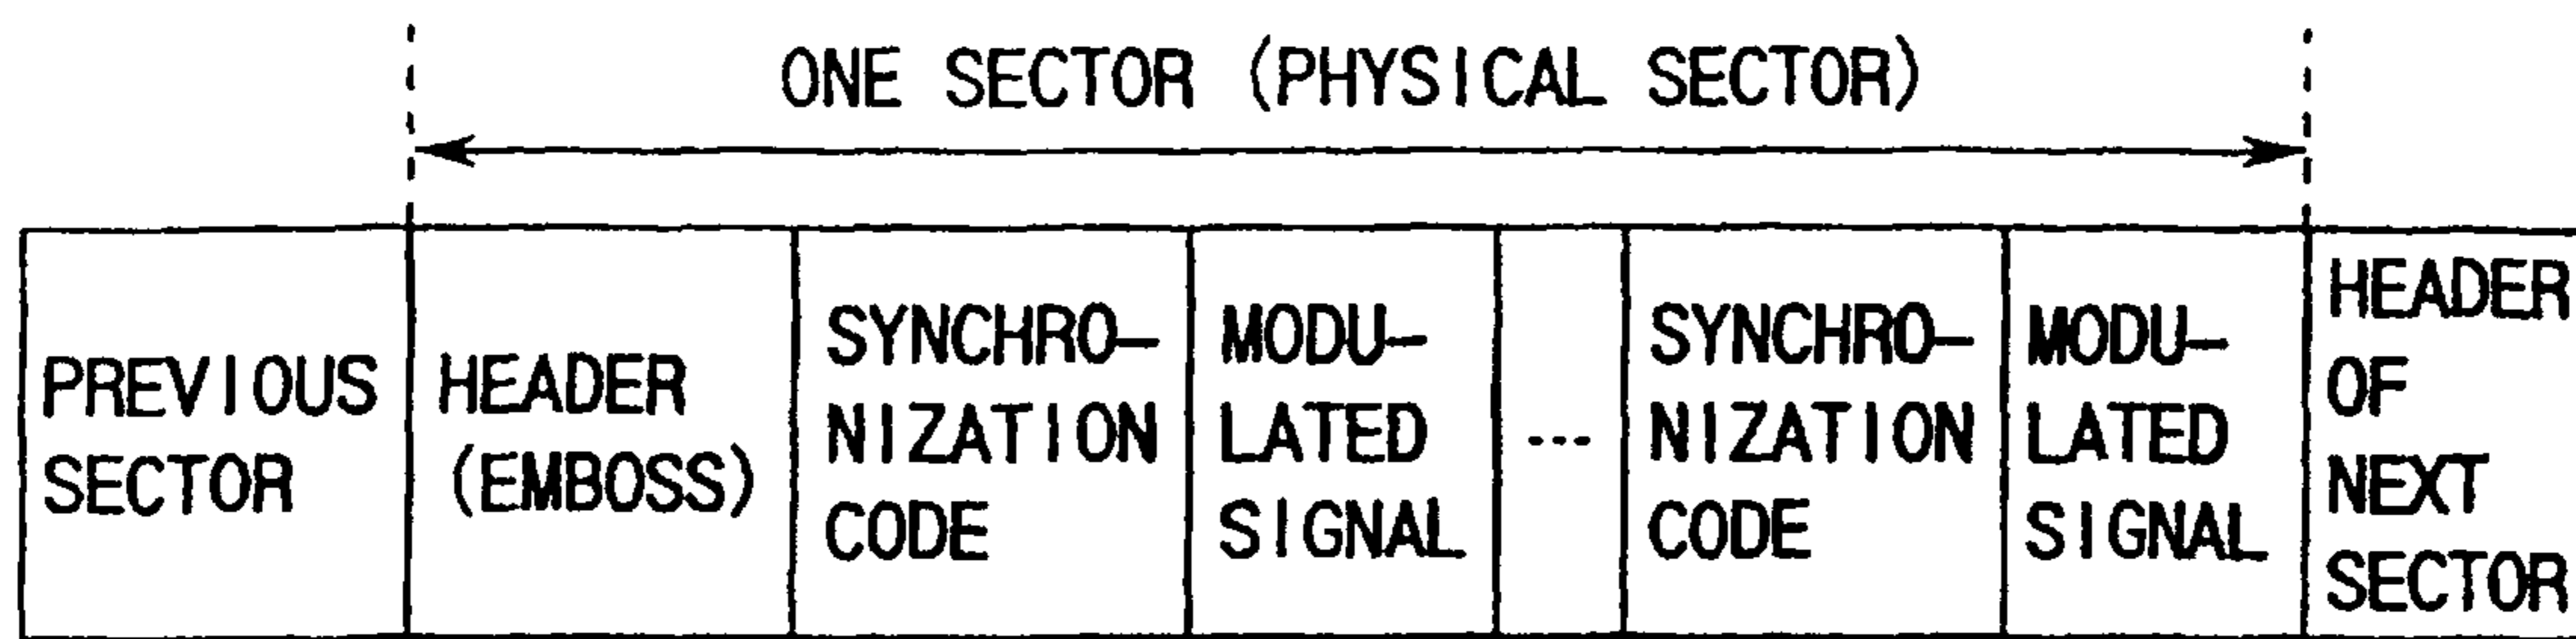 ONE SECTOR (PHYSICAL SECTOR)
PREVIOUS
SECTOR
HEADER
(EMBOSS)
SYNCHRO-
NIZATION
CODE
MODU-
LATED
SIGNAL
---
SYNCHRO-
NIZATION
CODE
MODU-
LATED
SIGNAL
HEADER
OF
NEXT
SECTOR